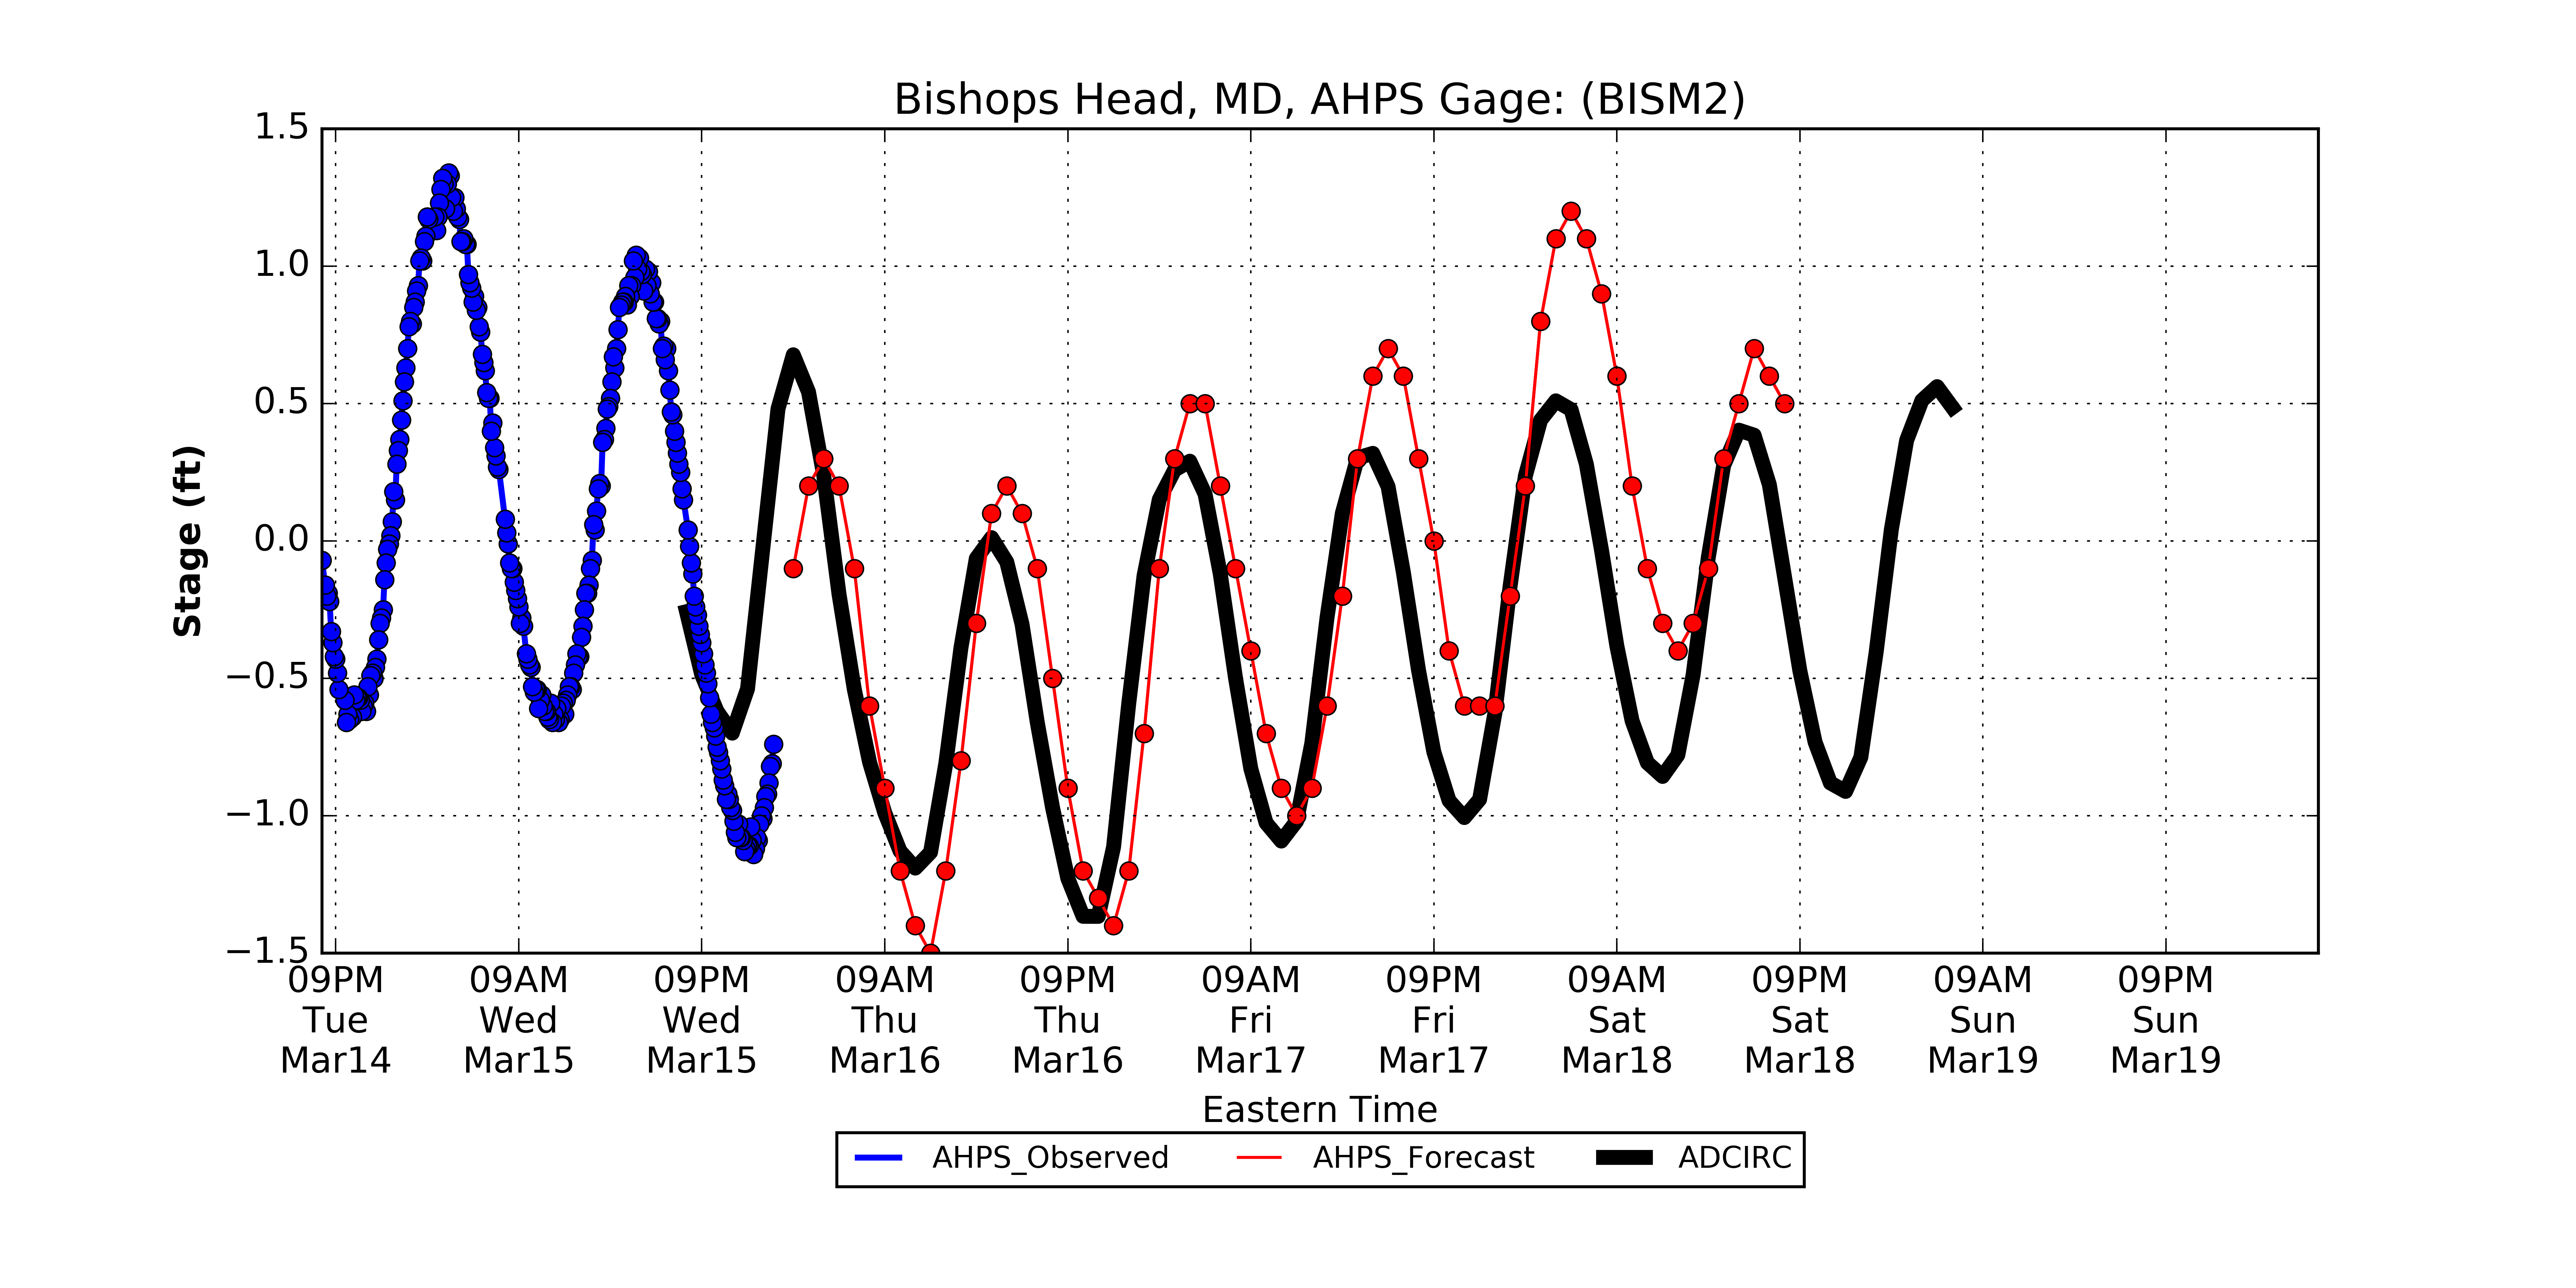 Bishops Head, MD, AHPS Gage: (BISM2)
1.5
1.0
0.5
0.0
−0.5
−1.0
−1.5
Stage (ft)
09PM 09AM 09PM 09AM 09PM 09AM 09PM 09AM 09PM 09AM 09PM
Tue Wed Wed Thu Thu Fri Fri Sat Sat Sun Sun
Mar14 Mar15 Mar15 Mar16 Mar16 Mar17 Mar17 Mar18 Mar18 Mar19 Mar19
Eastern Time
AHPS_Observed AHPS_Forecast ADCIRC